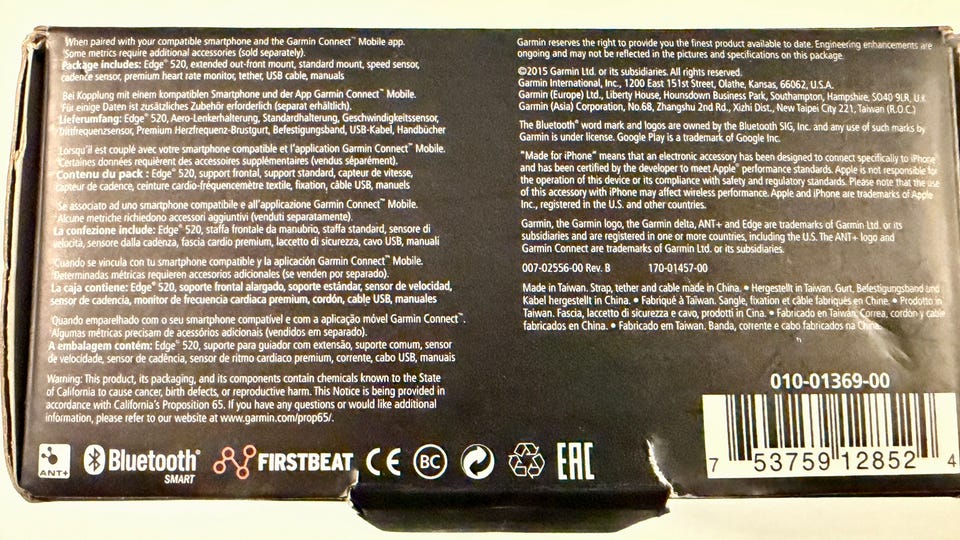 When paired with your compatible smartphone and the Garmin Connect™ Mobile app.
Some metrics require additional accessories (sold separately).
Package includes: Edge® 520, extended out-front mount, standard mount, speed sensor,
cadence sensor, premium heart rate monitor, tether, USB cable, manuals
Bei Kopplung mit einem kompatiblen Smartphone und der App Garmin Connect™ Mobile.
Für einige Daten ist zusätzliches Zubehör erforderlich (separat erhältlich).
Lieferumfang: Edge® 520, Aero-Lenkerhalterung, Standardhalterung, Geschwindigkeitssensor,
Trittfrequenzsensor, Premium Herzfrequenz-Brustgurt, Befestigungsband, USB-Kabel, Handbücher
Lorsqu'il est couplé avec votre smartphone compatible et l'application Garmin Connect™ Mobile.
Certaines données requièrent des accessoires supplémentaires (vendus séparément).
Contenu du pack : Edge® 520, support frontal, support standard, capteur de vitesse,
capteur de cadence, ceinture cardio-fréquencemètre textile, fixation, câble USB, manuels
Se associato ad uno smartphone compatibile e all'applicazione Garmin Connect™ Mobile.
Alcune metriche richiedono accessori aggiuntivi (venduti separatamente).
La confezione include: Edge® 520, staffa frontale da manubrio, staffa standard, sensore di
velocità, sensore dalla cadenza, fascia cardio premium, laccetto di sicurezza, cavo USB, manuali
Cuando se vincula con tu smartphone compatible y la aplicación Garmin Connect™ Mobile.
Determinadas métricas requieren accesorios adicionales (se venden por separado).
La caja contiene: Edge® 520, soporte frontal alargado, soporte estándar, sensor de velocidad,
sensor de cadencia, monitor de frecuencia cardiaca premium, cordón, cable USB, manuales
Quando emparelhado com o seu smartphone compatível e com a aplicação móvel Garmin Connect™.
Algumas métricas precisam de acessórios adicionais (vendidos em separado).
A embalagem contém: Edge® 520, suporte para guiador com extensão, suporte comum, sensor
de velocidade, sensor de cadência, sensor de ritmo cardíaco premium, corrente, cabo USB, manuais
Warning: This product, its packaging, and its components contain chemicals known to the State
of California to cause cancer, birth defects, or reproductive harm. This Notice is being provided in
accordance with California's Proposition 65. If you have any questions or would like additional
information, please refer to our website at www.garmin.com/prop65/.
ANT+
Bluetooth®
SMART
FIRSTBEAT
CE
BC
EAC
Garmin reserves the right to provide you the finest product available to date. Engineering enhancements are
ongoing and may not be reflected in the pictures and specifications on this package.
©2015 Garmin Ltd. or its subsidiaries. All rights reserved.
Garmin International, Inc., 1200 East 151st Street, Olathe, Kansas, 66062, U.S.A.
Garmin (Europe) Ltd., Liberty House, Hounsdown Business Park, Southampton, Hampshire, SO40 9LR, U.K.
Garmin (Asia) Corporation, No.68, Zhangshu 2nd Rd., Xizhi Dist., New Taipei City 221, Taiwan (R.O.C.)
The Bluetooth® word mark and logos are owned by the Bluetooth SIG, Inc. and any use of such marks by
Garmin is under license. Google Play is a trademark of Google Inc.
"Made for iPhone" means that an electronic accessory has been designed to connect specifically to iPhone
and has been certified by the developer to meet Apple® performance standards. Apple is not responsible for
the operation of this device or its compliance with safety and regulatory standards. Please note that the use
of this accessory with iPhone may affect wireless performance. Apple and iPhone are trademarks of Apple
Inc., registered in the U.S. and other countries.
Garmin, the Garmin logo, the Garmin delta, ANT+ and Edge are trademarks of Garmin Ltd. or its
subsidiaries and are registered in one or more countries, including the U.S. The ANT+ logo and
Garmin Connect are trademarks of Garmin Ltd. or its subsidiaries.
007-02556-00 Rev. B 170-01457-00
Made in Taiwan. Strap, tether and cable made in China. • Hergestellt in Taiwan. Gurt, Befestigungsband und
Kabel hergestellt in China. • Fabriqué à Taiwan. Sangle, fixation et câble fabriqués en Chine. • Prodotto in
Taiwan. Fascia, laccetto di sicurezza e cavo, prodotti in Cina. • Fabricado en Taiwán. Correa, cordón y cable
fabricados en China. • Fabricado em Taiwan. Banda, corrente e cabo fabricados na China.
010-01369-00
7 53759 12852 4